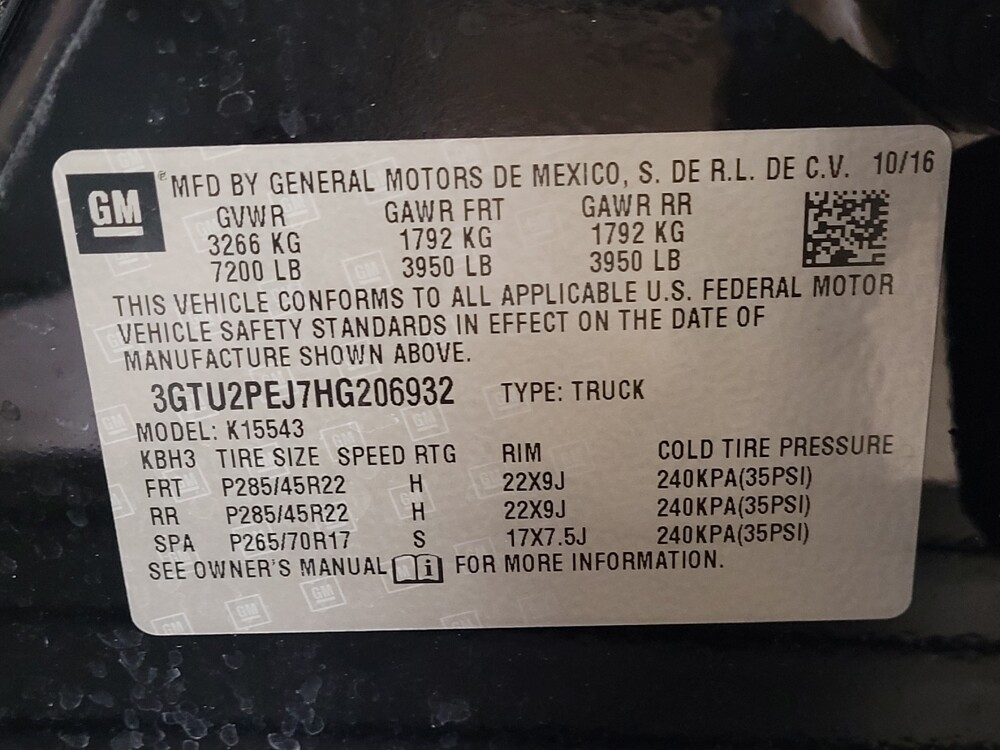 GM ® MFD BY GENERAL MOTORS DE MEXICO, S. DE R.L. DE C.V. 10/16
GVWR GAWR FRT GAWR RR
3266 KG 1792 KG 1792 KG
7200 LB 3950 LB 3950 LB
THIS VEHICLE CONFORMS TO ALL APPLICABLE U.S. FEDERAL MOTOR
VEHICLE SAFETY STANDARDS IN EFFECT ON THE DATE OF
MANUFACTURE SHOWN ABOVE.
3GTU2PEJ7HG206932 TYPE: TRUCK
MODEL: K15543
KBH3 TIRE SIZE SPEED RTG RIM COLD TIRE PRESSURE
FRT P285/45R22 H 22X9J 240KPA(35PSI)
RR P285/45R22 H 22X9J 240KPA(35PSI)
SPA P265/70R17 S 17X7.5J 240KPA(35PSI)
SEE OWNER'S MANUAL i FOR MORE INFORMATION.